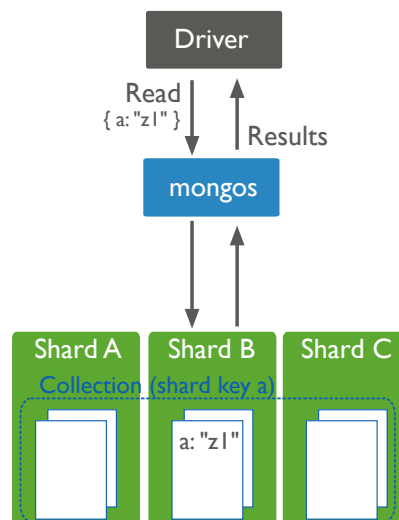 Driver
Read
{ a: "z1" }
Results
mongos
Shard A
Shard B
Shard C
Collection (shard key a)
a: "z1"